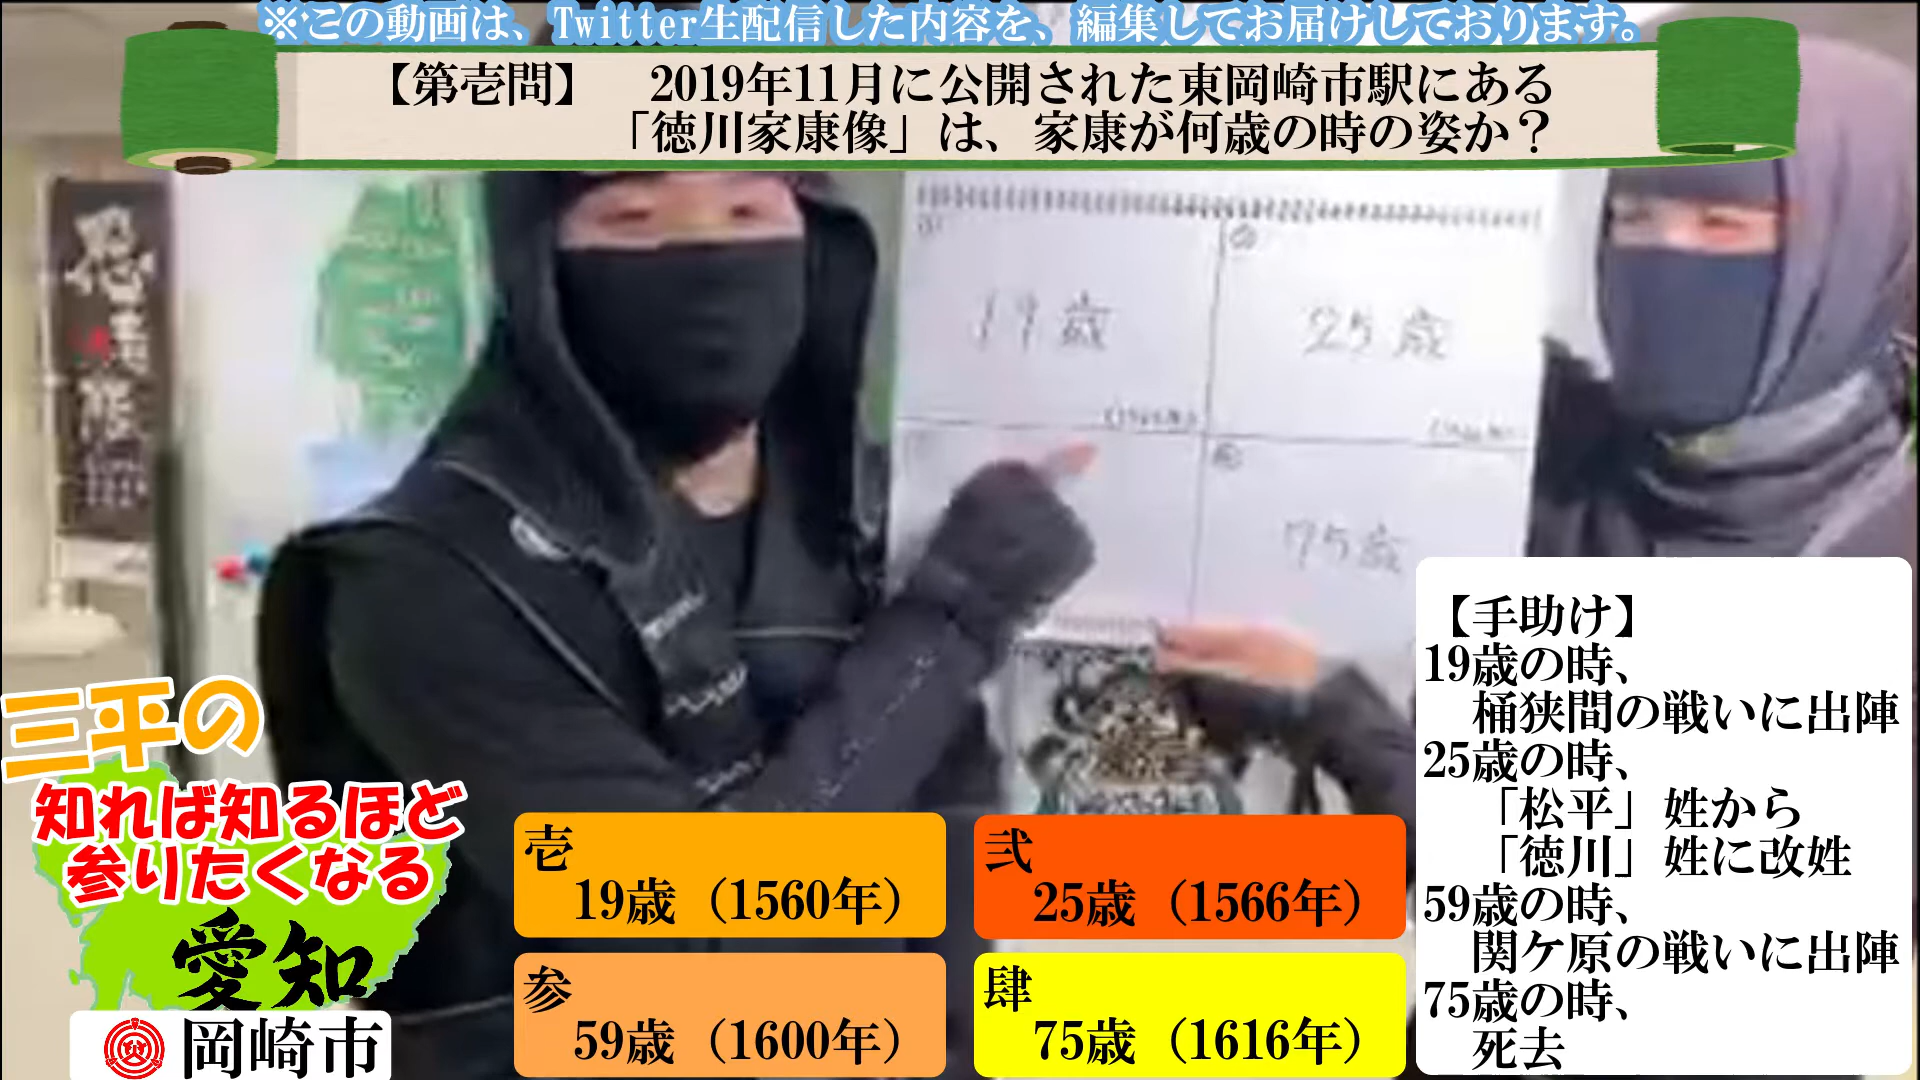 ※この動画は、Twitter生配信した内容を、編集してお届けしております。
【第壱問】　2019年11月に公開された東岡崎市駅にある
「徳川家康像」は、家康が何歳の時の姿か？
19歳
25歳
75歳
【手助け】
19歳の時、
桶狭間の戦いに出陣
25歳の時、
「松平」姓から
「徳川」姓に改姓
59歳の時、
関ケ原の戦いに出陣
75歳の時、
死去
三平の
知れば知るほど
参りたくなる
愛知
岡崎市
壱
19歳（1560年）
弐
25歳（1566年）
参
59歳（1600年）
肆
75歳（1616年）